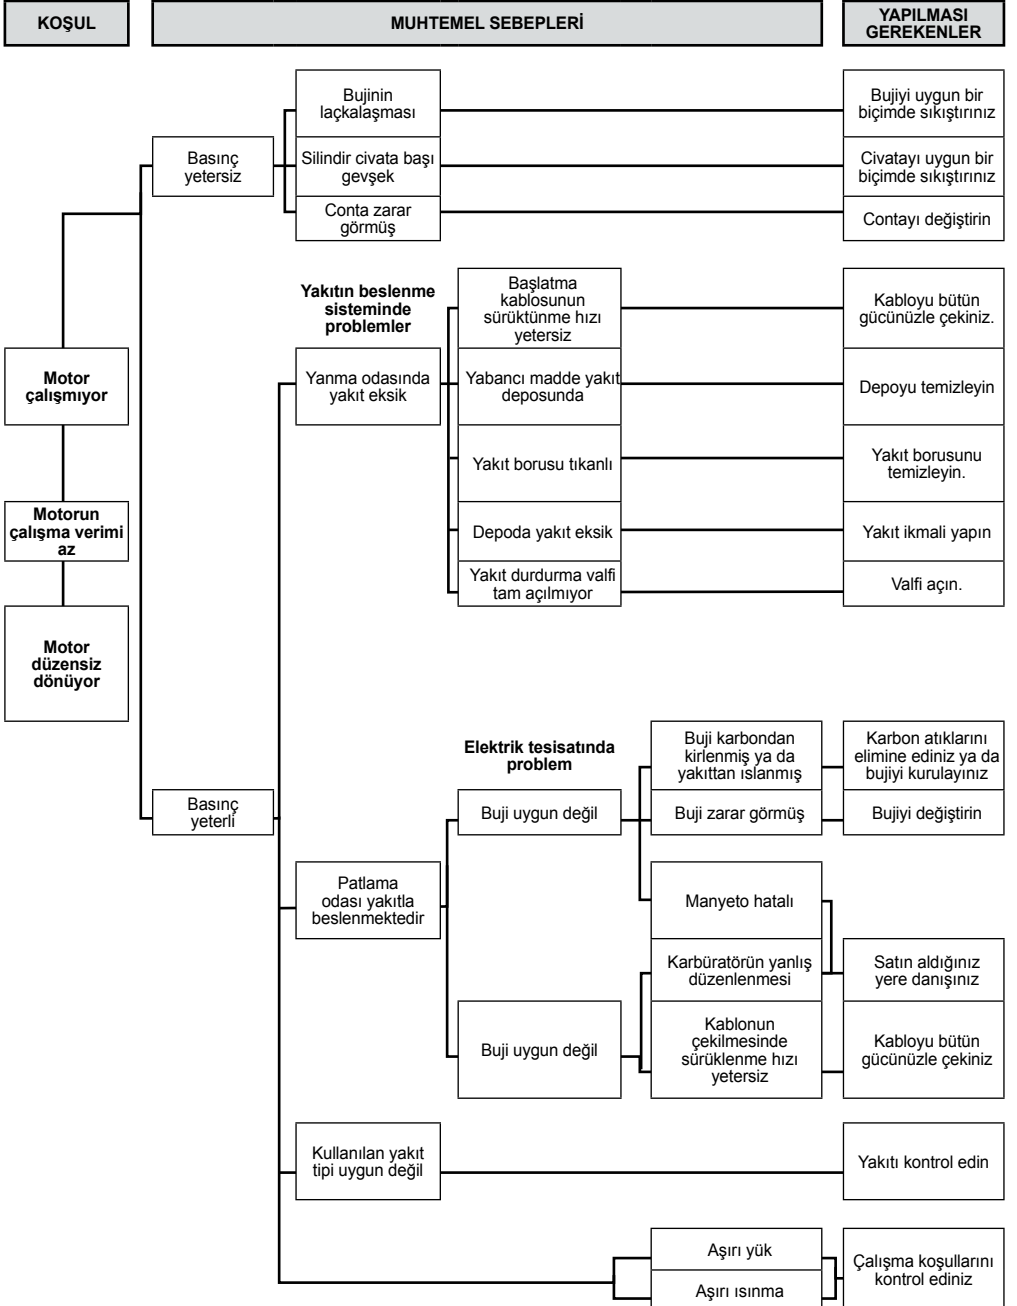 KOŞUL
MUHTEMEL SEBEPLERİ
YAPILMASI
GEREKENLER
Bujinin
laçkalaşması
Bujiyi uygun bir
biçimde sıkıştırınız
Basınç
yetersiz
Silindir civata başı
gevşek
Civatayı uygun bir
biçimde sıkıştırınız
Conta zarar
görmüş
Contayı değiştirin
Yakıtın beslenme
sisteminde
problemler
Başlatma
kablosunun
sürüktünme hızı
yetersiz
Kabloyu bütün
gücünüzle çekiniz.
Motor
çalışmıyor
Yanma odasında
yakıt eksik
Yabancı madde yakıt
deposunda
Depoyu temizleyin
Yakıt borusu tıkanlı
Yakıt borusunu
temizleyin.
Motorun
çalışma verimi
az
Depoda yakıt eksik
Yakıt ikmali yapın
Yakıt durdurma valfi
tam açılmıyor
Valfi açın.
Motor
düzensiz
dönüyor
Elektrik tesisatında
problem
Buji karbondan
kirlenmiş ya da
yakıttan ıslanmış
Karbon atıklarını
elimine ediniz ya da
bujiyi kurulayınız
Basınç
yeterli
Buji uygun değil
Buji zarar görmüş
Bujiyi değiştirin
Patlama
odası yakıtla
beslenmektedir
Manyeto hatalı
Karbüratörün yanlış
düzenlenmesi
Satın aldığınız
yere danışınız
Buji uygun değil
Kablonun
çekilmesinde
sürüklenme hızı
yetersiz
Kabloyu bütün
gücünüzle çekiniz
Kullanılan yakıt
tipi uygun değil
Yakıtı kontrol edin
Aşırı yük
Aşırı ısınma
Çalışma koşullarını
kontrol ediniz